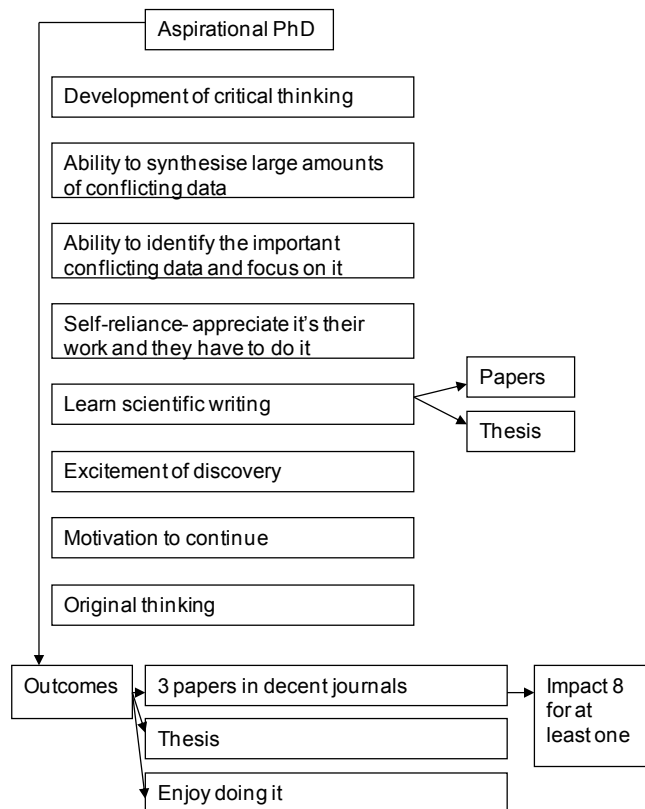 Aspirational PhD
Development of critical thinking
Ability to synthesise large amounts
of conflicting data
Ability to identify the important
conflicting data and focus on it
Self-reliance- appreciate it's their
work and they have to do it
Learn scientific writing
Papers
Thesis
Excitement of discovery
Motivation to continue
Original thinking
Outcomes
3 papers in decent journals
Impact 8
for at
least one
Thesis
Enjoy doing it